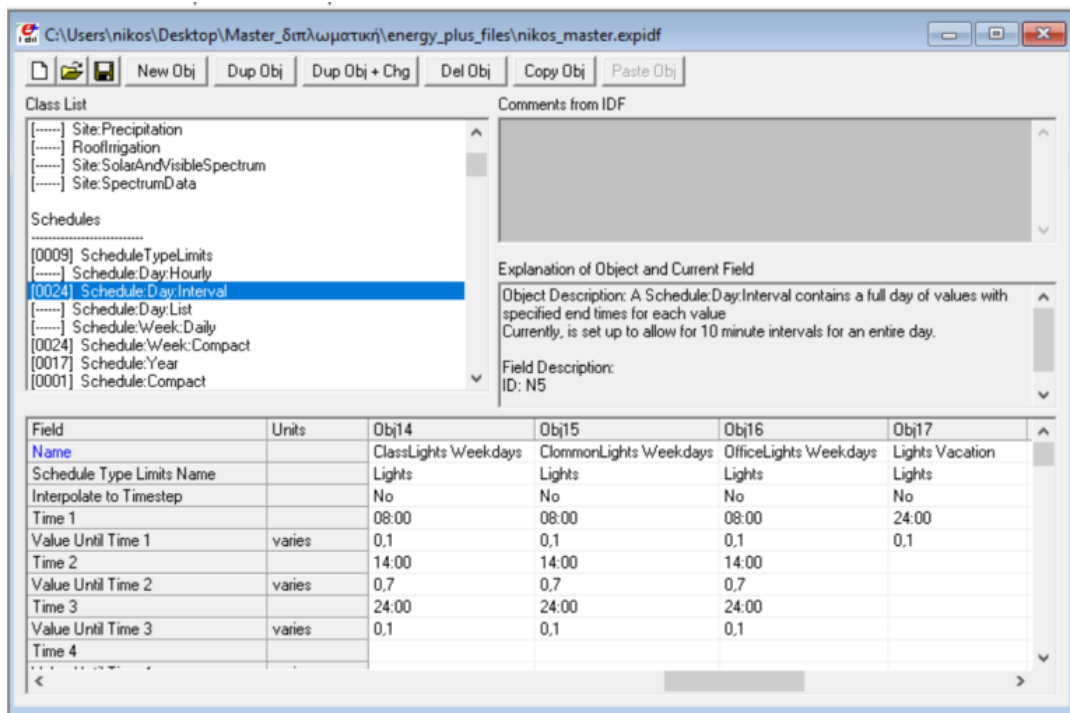 C:\Users\nikos\Desktop\Master_διπλωματική\energy_plus_files\nikos_master.expidf
New Obj Dup Obj Dup Obj + Chg Del Obj Copy Obj Paste Obj
Class List
[------] Site:Precipitation
[------] RoofIrrigation
[------] Site:SolarAndVisibleSpectrum
[------] Site:SpectrumData
Schedules
----------------------------
[0009] ScheduleTypeLimits
[------] Schedule:Day:Hourly
[0024] Schedule:Day:Interval
[------] Schedule:Day:List
[------] Schedule:Week:Daily
[0024] Schedule:Week:Compact
[0017] Schedule:Year
[0001] Schedule:Compact
Comments from IDF
Explanation of Object and Current Field
Object Description: A Schedule:Day:Interval contains a full day of values with
specified end times for each value
Currently, is set up to allow for 10 minute intervals for an entire day.
Field Description:
ID: N5
Field Units Obj14 Obj15 Obj16 Obj17
Name ClassLights Weekdays ClommonLights Weekdays OfficeLights Weekdays Lights Vacation
Schedule Type Limits Name Lights Lights Lights Lights
Interpolate to Timestep No No No No
Time 1 08:00 08:00 08:00 24:00
Value Until Time 1 varies 0,1 0,1 0,1 0,1
Time 2 14:00 14:00 14:00
Value Until Time 2 varies 0,7 0,7 0,7
Time 3 24:00 24:00 24:00
Value Until Time 3 varies 0,1 0,1 0,1
Time 4